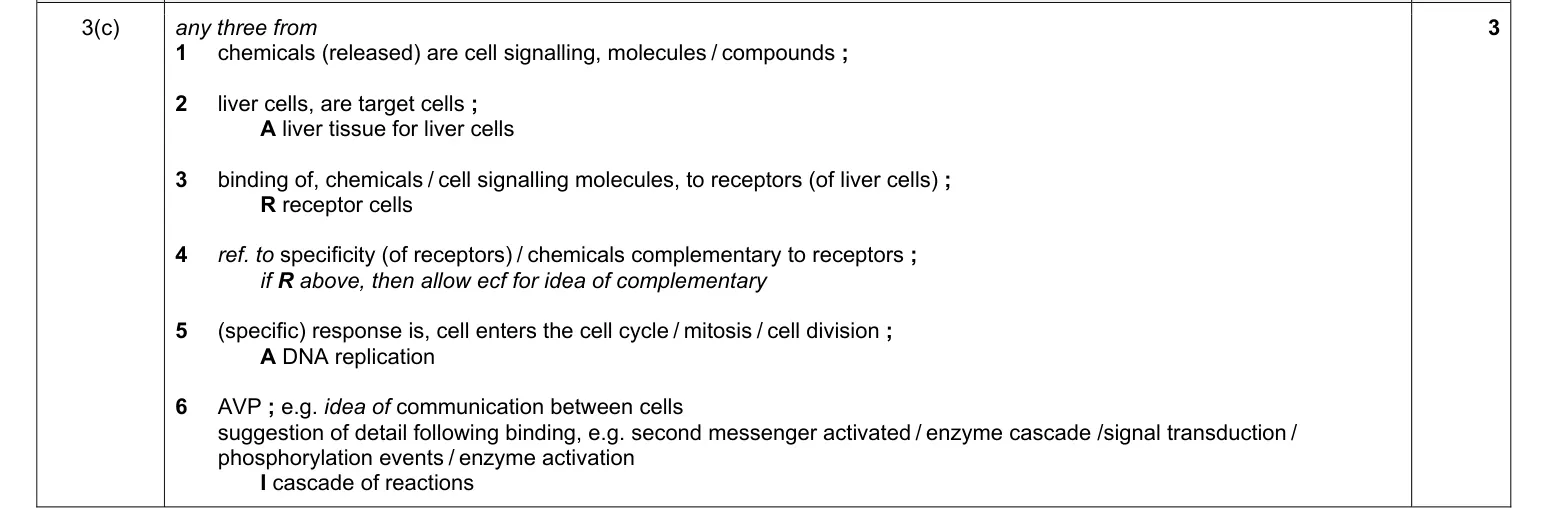 3(c) any three from 3
1 chemicals (released) are cell signalling, molecules / compounds ;
2 liver cells, are target cells ;
A liver tissue for liver cells
3 binding of, chemicals / cell signalling molecules, to receptors (of liver cells) ;
R receptor cells
4 ref. to specificity (of receptors) / chemicals complementary to receptors ;
if R above, then allow ecf for idea of complementary
5 (specific) response is, cell enters the cell cycle / mitosis / cell division ;
A DNA replication
6 AVP ; e.g. idea of communication between cells
suggestion of detail following binding, e.g. second messenger activated / enzyme cascade /signal transduction /
phosphorylation events / enzyme activation
I cascade of reactions